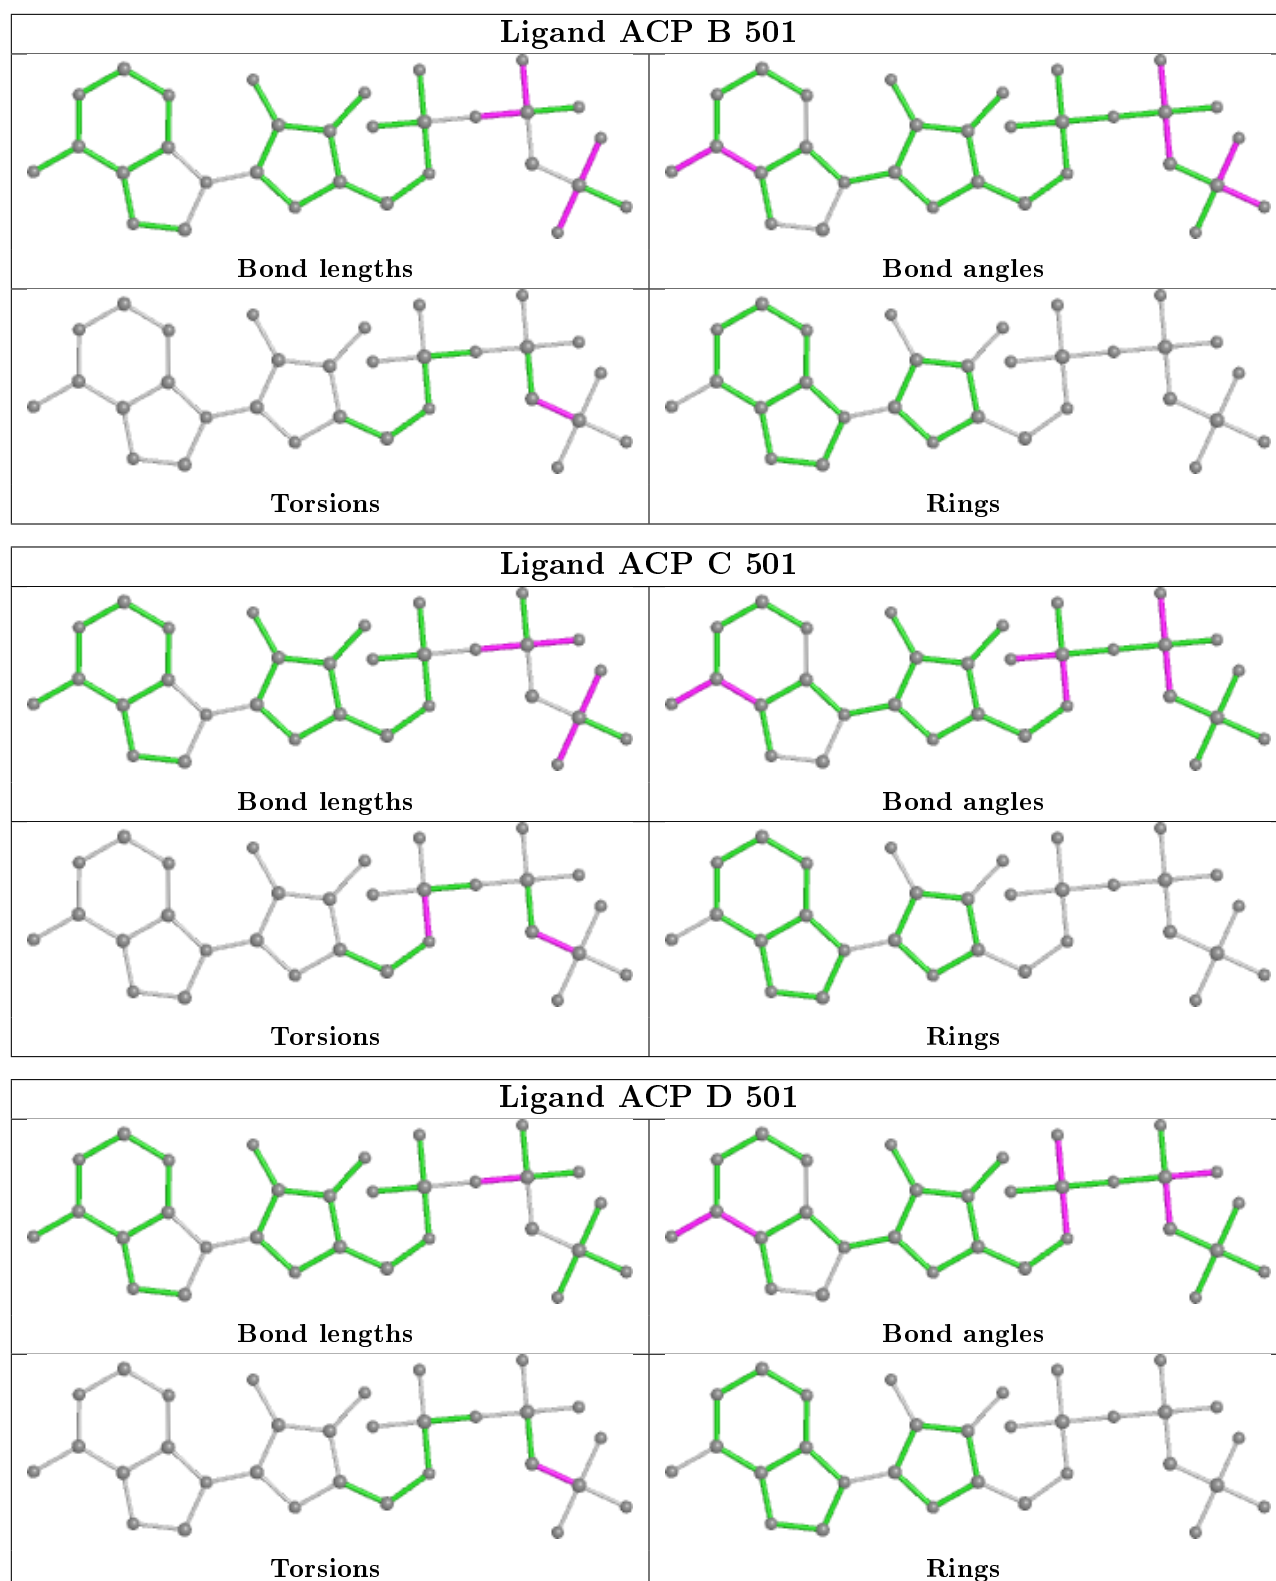 Ligand ACP B 501
Bond lengths
Bond angles
Torsions
Rings
Ligand ACP C 501
Bond lengths
Bond angles
Torsions
Rings
Ligand ACP D 501
Bond lengths
Bond angles
Torsions
Rings